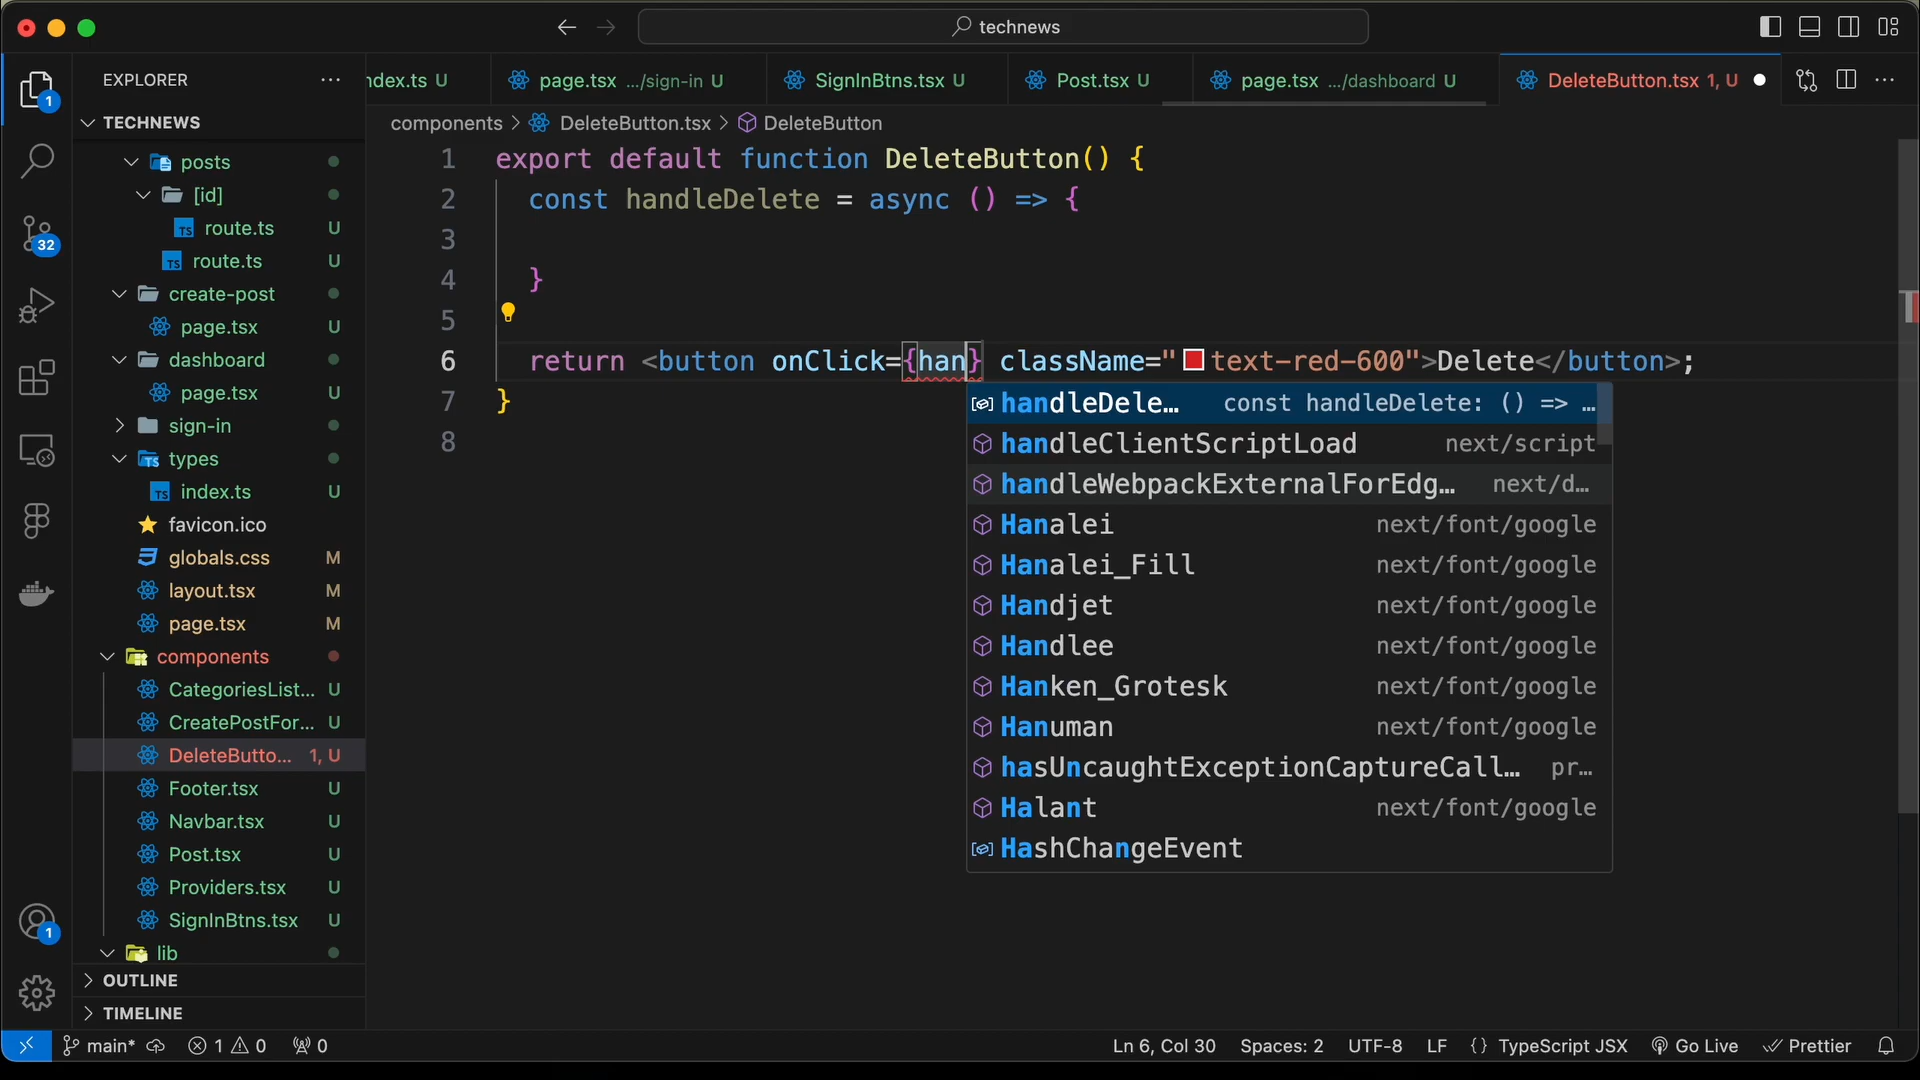 technews
EXPLORER
ndex.ts U
page.tsx .../sign-in U
SignInBtns.tsx U
Post.tsx U
page.tsx .../dashboard U
DeleteButton.tsx 1, U
TECHNEWS
components > DeleteButton.tsx > DeleteButton
posts
[id]
route.ts U
route.ts U
create-post
page.tsx U
dashboard
page.tsx U
sign-in
types
index.ts U
favicon.ico
globals.css M
layout.tsx M
page.tsx M
components
CategoriesList... U
CreatePostFor... U
DeleteButto... 1, U
Footer.tsx U
Navbar.tsx U
Post.tsx U
Providers.tsx U
SignInBtns.tsx U
lib
OUTLINE
TIMELINE
1
32
1
1 export default function DeleteButton() {
2 const handleDelete = async () => {
3
4 }
5
6 return <button onClick={han} className="text-red-600">Delete</button>;
7 }
8
handleDele... const handleDelete: () => ...
handleClientScriptLoad next/script
handleWebpackExternalForEdg... next/d...
Hanalei next/font/google
Hanalei_Fill next/font/google
Handjet next/font/google
Handlee next/font/google
Hanken_Grotesk next/font/google
Hanuman next/font/google
hasUncaughtExceptionCaptureCall... pr...
Halant next/font/google
HashChangeEvent
main* 1 0 0 Ln 6, Col 30 Spaces: 2 UTF-8 LF {} TypeScript JSX Go Live Prettier